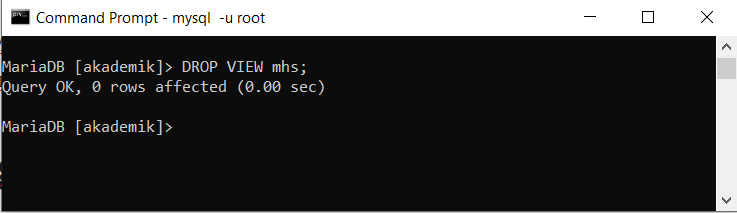 Command Prompt - mysql  -u root
MariaDB [akademik]> DROP VIEW mhs;
Query OK, 0 rows affected (0.00 sec)
MariaDB [akademik]>